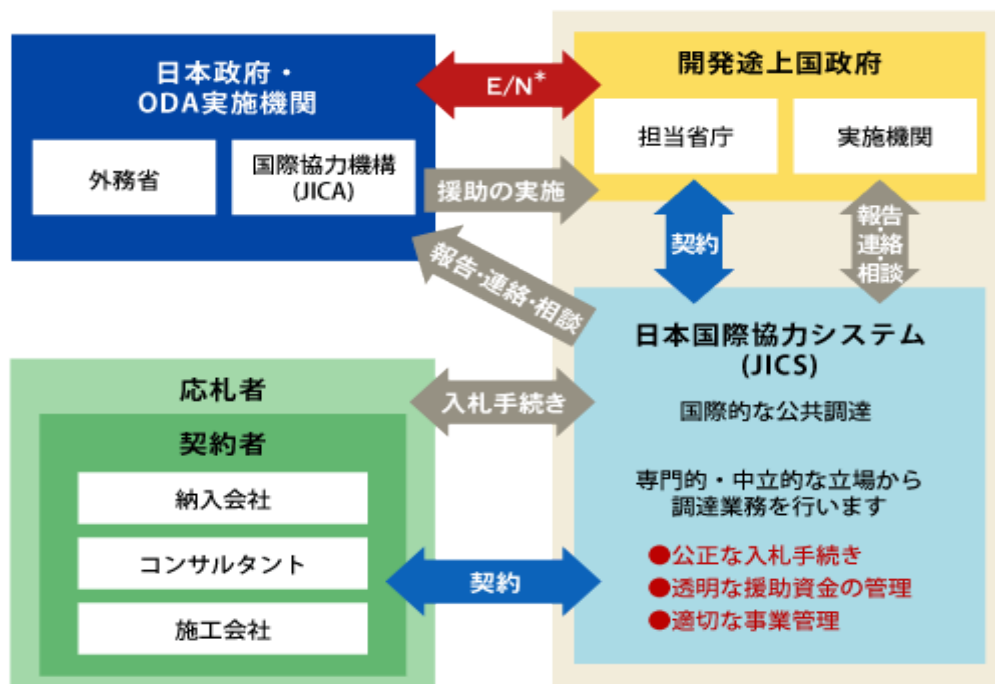 日本政府・
ODA実施機関
外務省
国際協力機構
(JICA)
E/N*
開発途上国政府
担当省庁
実施機関
援助の実施
契約
報告・
連絡・
相談
報告・連絡・相談
日本国際協力システム
(JICS)
国際的な公共調達
専門的・中立的な立場から
調達業務を行います
●公正な入札手続き
●透明な援助資金の管理
●適切な事業管理
応札者
入札手続き
契約者
納入会社
コンサルタント
施工会社
契約